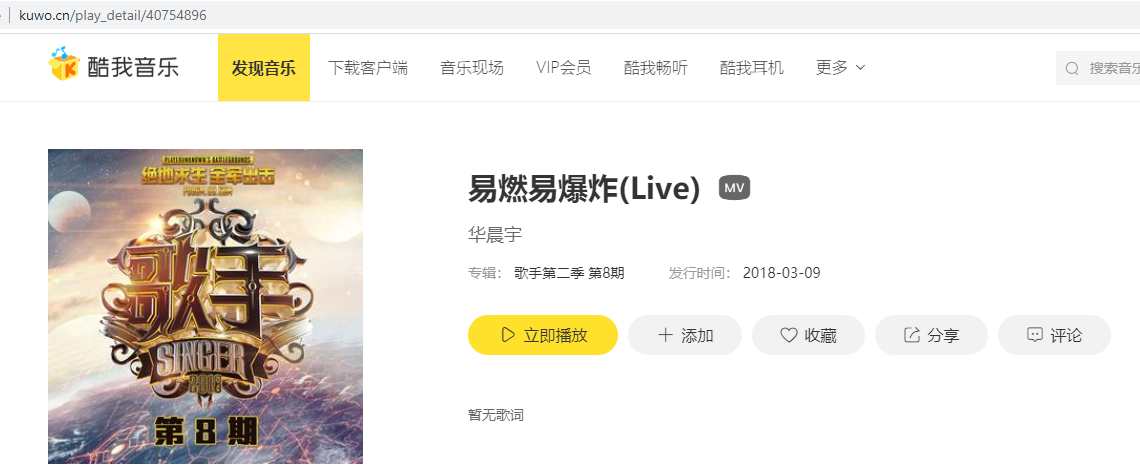 kuwo.cn/play_detail/40754896
酷我音乐 发现音乐 下载客户端 音乐现场 VIP会员 酷我畅听 酷我耳机 更多 搜索音乐
PLAYERUNKNOWN'S BATTLEGROUNDS
绝地求生 全军出击
PUBGM.QQ.COM
歌手
SINGER
2018
第8期
易燃易爆炸(Live) MV
华晨宇
专辑: 歌手第二季 第8期 发行时间: 2018-03-09
立即播放 添加 收藏 分享 评论
暂无歌词